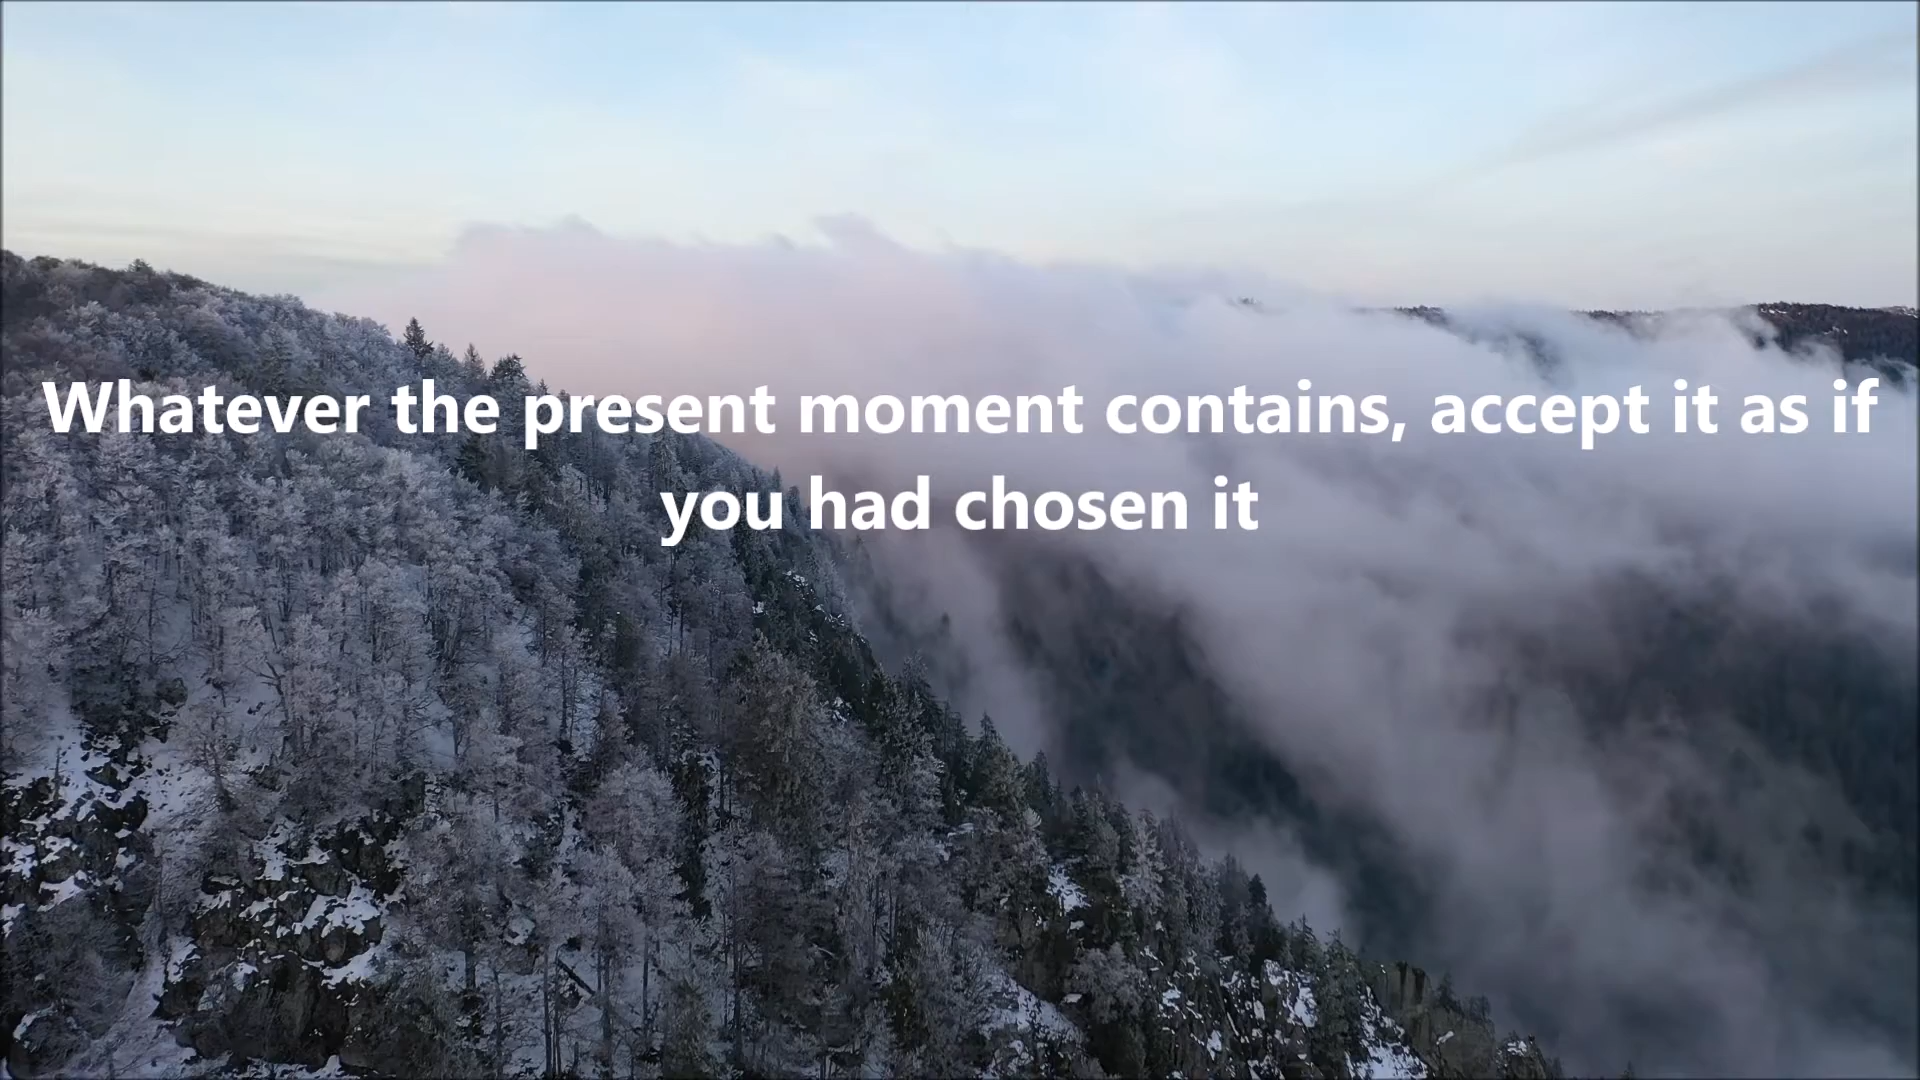 Whatever the present moment contains, accept it as if
you had chosen it